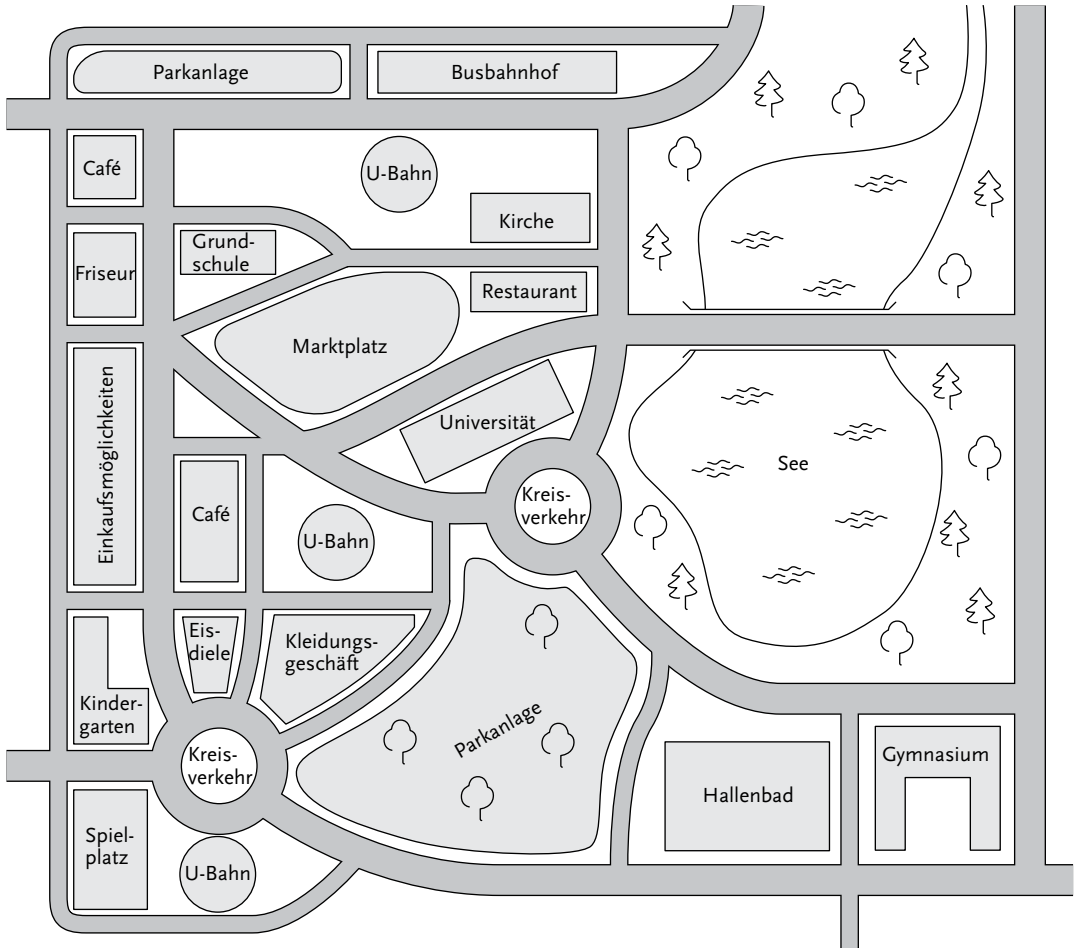 Parkanlage
Busbahnhof
Café
U-Bahn
Kirche
Grund-
schule
Friseur
Restaurant
Marktplatz
Einkaufsmöglichkeiten
Universität
See
Kreis-
verkehr
Café
U-Bahn
Eis-
diele
Kleidungs-
geschäft
Kinder-
garten
Parkanlage
Kreis-
verkehr
Gymnasium
Hallenbad
Spiel-
platz
U-Bahn